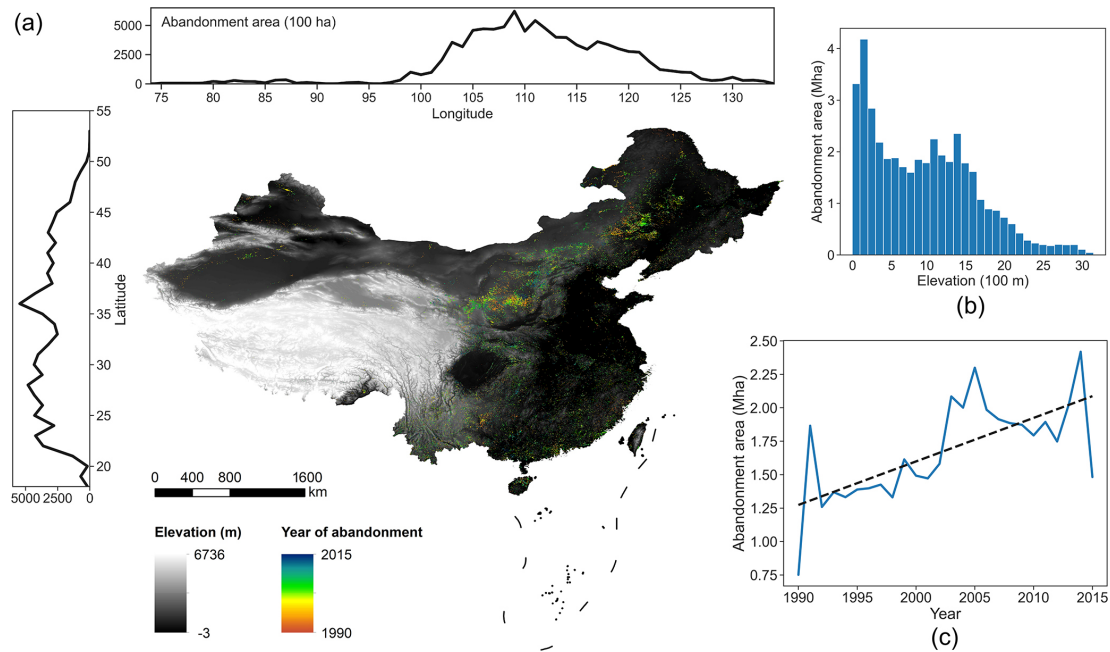 (a)
Abandonment area (100 ha)
5000
2500
0
75 80 85 90 95 100 105 110 115 120 125 130
Longitude
55
50
45
40
35
30
25
20
Latitude
5000 2500 0
0 400 800 1600
km
Elevation (m)
6736
-3
Year of abandonment
2015
1990
Abandonment area (Mha)
4
3
2
1
0
0 5 10 15 20 25 30
Elevation (100 m)
(b)
Abandonment area (Mha)
2.50
2.25
2.00
1.75
1.50
1.25
1.00
0.75
1990 1995 2000 2005 2010 2015
Year
(c)